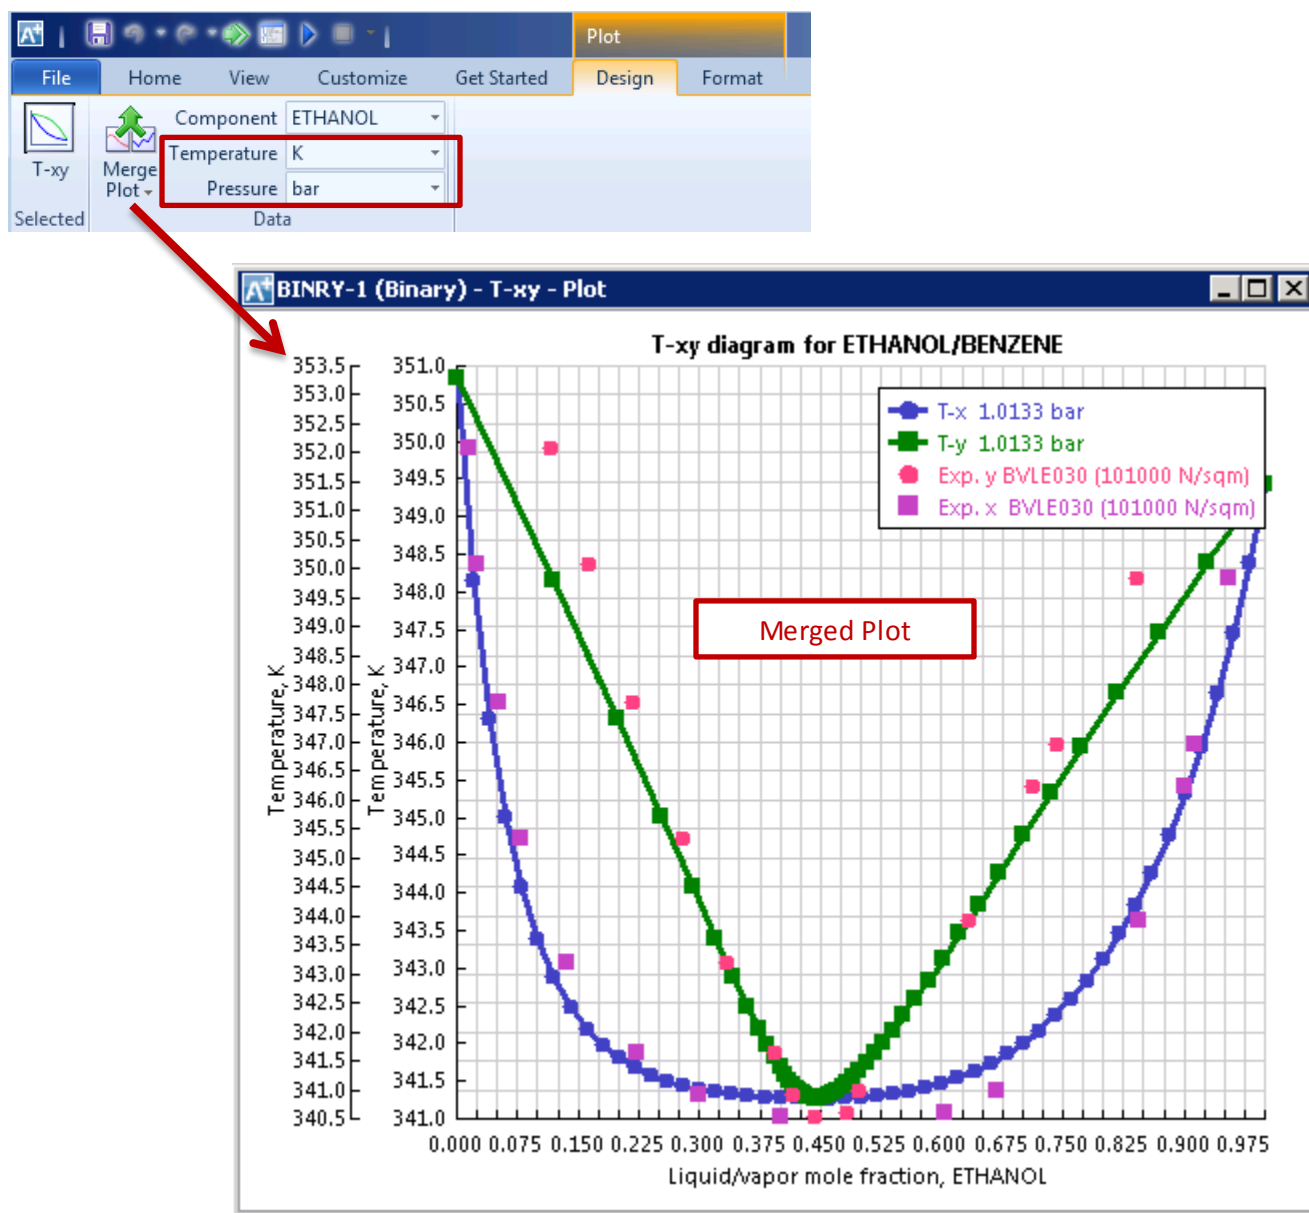 A+
Plot
File Home View Customize Get Started Design Format
Component ETHANOL
Temperature K
Pressure bar
T-xy
Merge
Plot
Selected Data
A+ BINRY-1 (Binary) - T-xy - Plot
T-xy diagram for ETHANOL/BENZENE
T-x 1.0133 bar
T-y 1.0133 bar
Exp. y BVLE030 (101000 N/sqm)
Exp. x BVLE030 (101000 N/sqm)
Merged Plot
Temperature, K
353.5
353.0
352.5
352.0
351.5
351.0
350.5
350.0
349.5
349.0
348.5
348.0
347.5
347.0
346.5
346.0
345.5
345.0
344.5
344.0
343.5
343.0
342.5
342.0
341.5
341.0
340.5
Temperature, K
351.0
350.5
350.0
349.5
349.0
348.5
348.0
347.5
347.0
346.5
346.0
345.5
345.0
344.5
344.0
343.5
343.0
342.5
342.0
341.5
341.0
0.000 0.075 0.150 0.225 0.300 0.375 0.450 0.525 0.600 0.675 0.750 0.825 0.900 0.975
Liquid/vapor mole fraction, ETHANOL